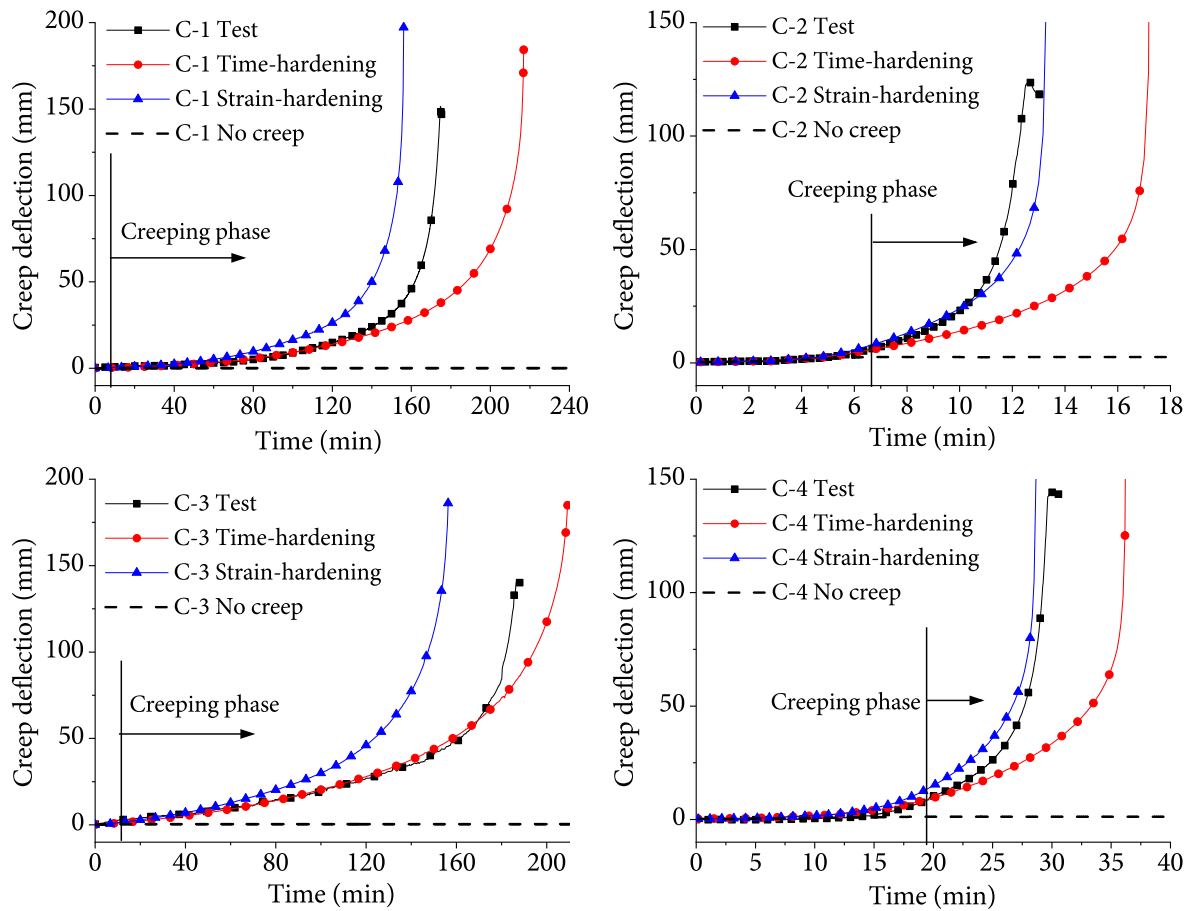 C-1 Test
C-1 Time-hardening
C-1 Strain-hardening
C-1 No creep
Creeping phase
Creep deflection (mm)
200
150
100
50
0
0 40 80 120 160 200 240
Time (min)
C-2 Test
C-2 Time-hardening
C-2 Strain-hardening
C-2 No creep
Creeping phase
Creep deflection (mm)
150
100
50
0
0 2 4 6 8 10 12 14 16 18
Time (min)
C-3 Test
C-3 Time-hardening
C-3 Strain-hardening
C-3 No creep
Creeping phase
Creep deflection (mm)
200
150
100
50
0
0 40 80 120 160 200
Time (min)
C-4 Test
C-4 Time-hardening
C-4 Strain-hardening
C-4 No creep
Creeping phase
Creep deflection (mm)
150
100
50
0
0 5 10 15 20 25 30 35 40
Time (min)